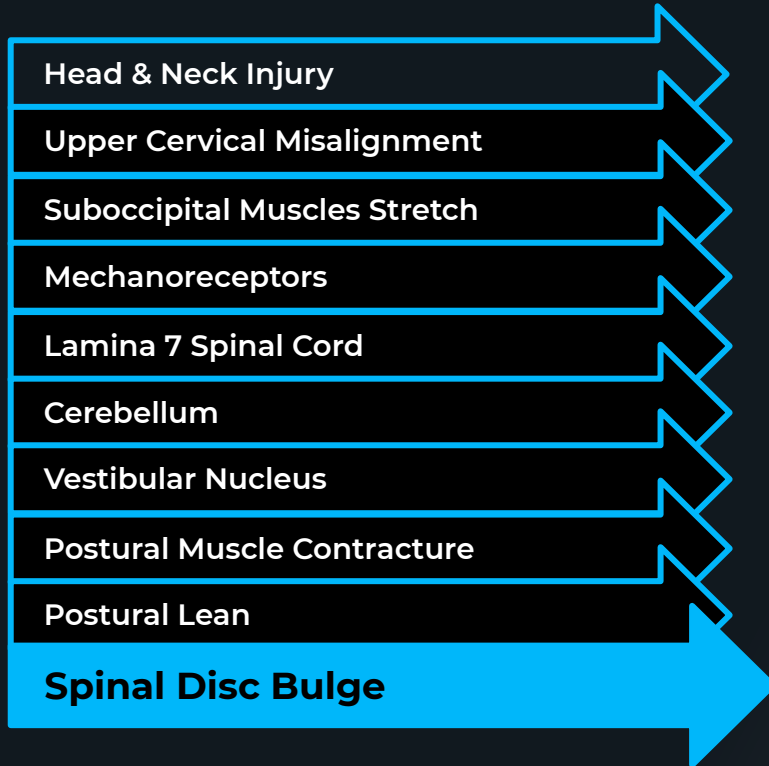 Head & Neck Injury
Upper Cervical Misalignment
Suboccipital Muscles Stretch
Mechanoreceptors
Lamina 7 Spinal Cord
Cerebellum
Vestibular Nucleus
Postural Muscle Contracture
Postural Lean
Spinal Disc Bulge